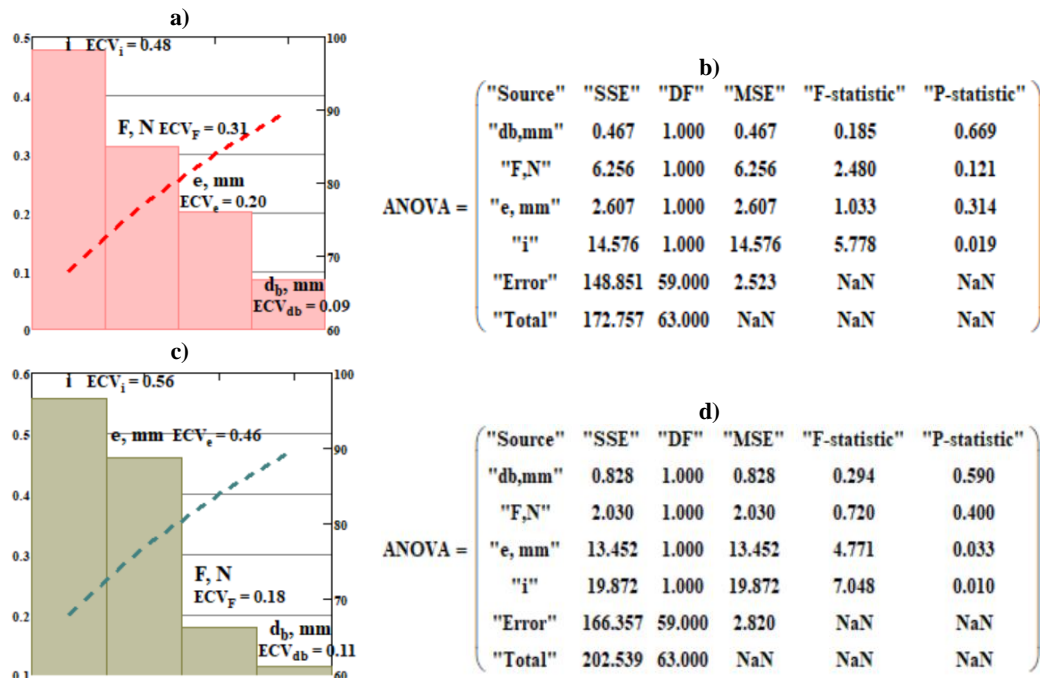 a)
0.5
0.4
0.3
0.2
0.1
0
100
90
80
70
60
i ECVi = 0.48
F, N ECVF = 0.31
e, mm
ECVe = 0.20
db, mm
ECVdb = 0.09
b)
ANOVA =
"Source" "SSE" "DF" "MSE" "F-statistic" "P-statistic"
"db,mm" 0.467 1.000 0.467 0.185 0.669
"F,N" 6.256 1.000 6.256 2.480 0.121
"e, mm" 2.607 1.000 2.607 1.033 0.314
"i" 14.576 1.000 14.576 5.778 0.019
"Error" 148.851 59.000 2.523 NaN NaN
"Total" 172.757 63.000 NaN NaN NaN
c)
0.6
0.5
0.4
0.3
0.2
0.1
100
90
80
70
60
i ECVi = 0.56
e, mm ECVe = 0.46
F, N
ECVF = 0.18
db, mm
ECVdb = 0.11
d)
ANOVA =
"Source" "SSE" "DF" "MSE" "F-statistic" "P-statistic"
"db,mm" 0.828 1.000 0.828 0.294 0.590
"F,N" 2.030 1.000 2.030 0.720 0.400
"e, mm" 13.452 1.000 13.452 4.771 0.033
"i" 19.872 1.000 19.872 7.048 0.010
"Error" 166.357 59.000 2.820 NaN NaN
"Total" 202.539 63.000 NaN NaN NaN